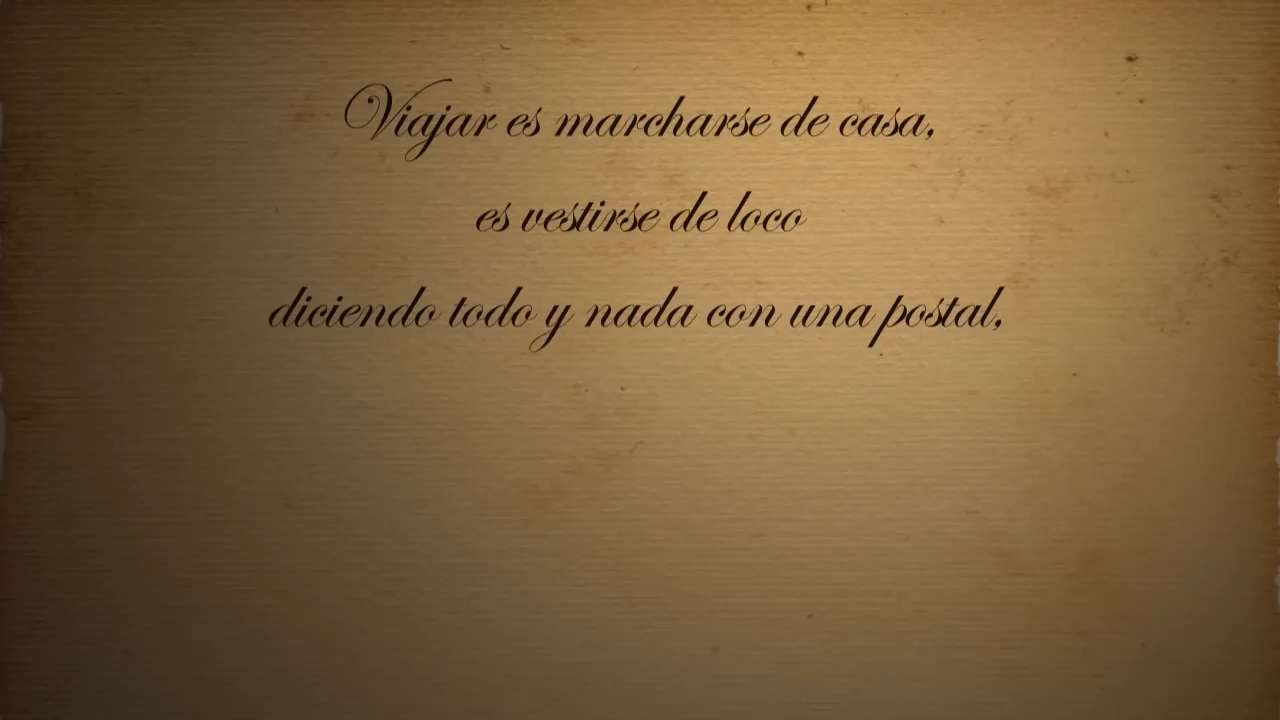 Viajar es marcharse de casa,
es vestirse de loco
diciendo todo y nada con una postal,